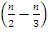 (n/2 − n/3)